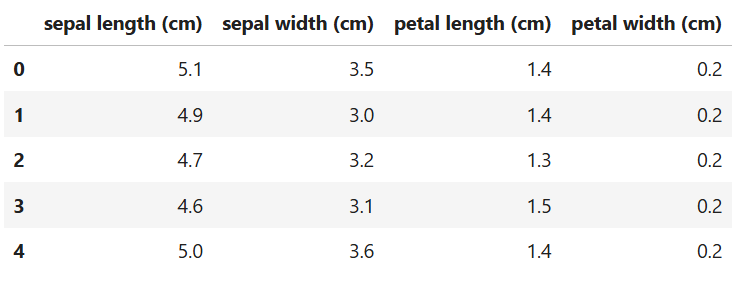 sepal length (cm) sepal width (cm) petal length (cm) petal width (cm)
0 5.1 3.5 1.4 0.2
1 4.9 3.0 1.4 0.2
2 4.7 3.2 1.3 0.2
3 4.6 3.1 1.5 0.2
4 5.0 3.6 1.4 0.2